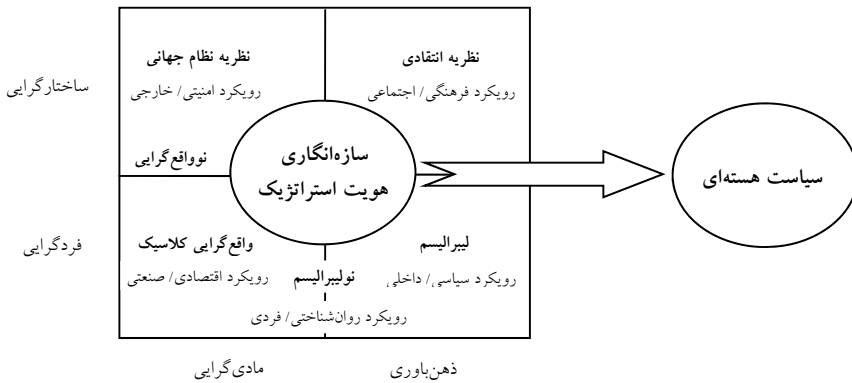 نظریه انتقادی
رویکرد فرهنگی/ اجتماعی
نظریه نظام جهانی
رویکرد امنیتی/ خارجی
ساختارگرایی
سازه‌انگاری
هویت استراتژیک
نوواقع‌گرایی
سیاست هسته‌ای
لیبرالیسم
رویکرد سیاسی/ داخلی
نولیبرالیسم
واقع‌گرایی کلاسیک
رویکرد اقتصادی/ صنعتی
فردگرایی
رویکرد روان‌شناختی/ فردی
ذهن‌باوری
مادی‌گرایی